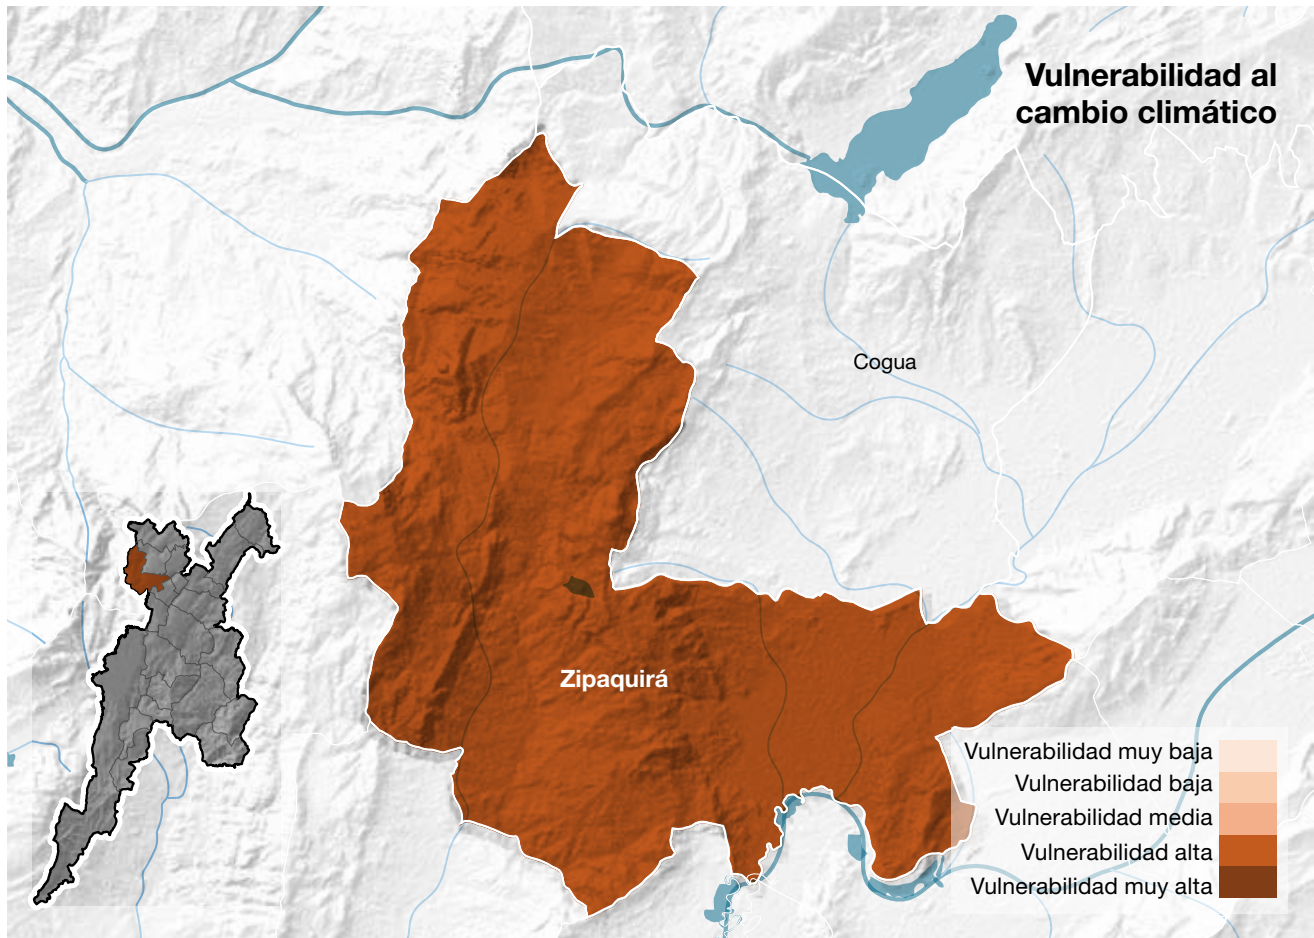 Vulnerabilidad al
cambio climático
Cogua
Zipaquirá
Vulnerabilidad muy baja
Vulnerabilidad baja
Vulnerabilidad media
Vulnerabilidad alta
Vulnerabilidad muy alta